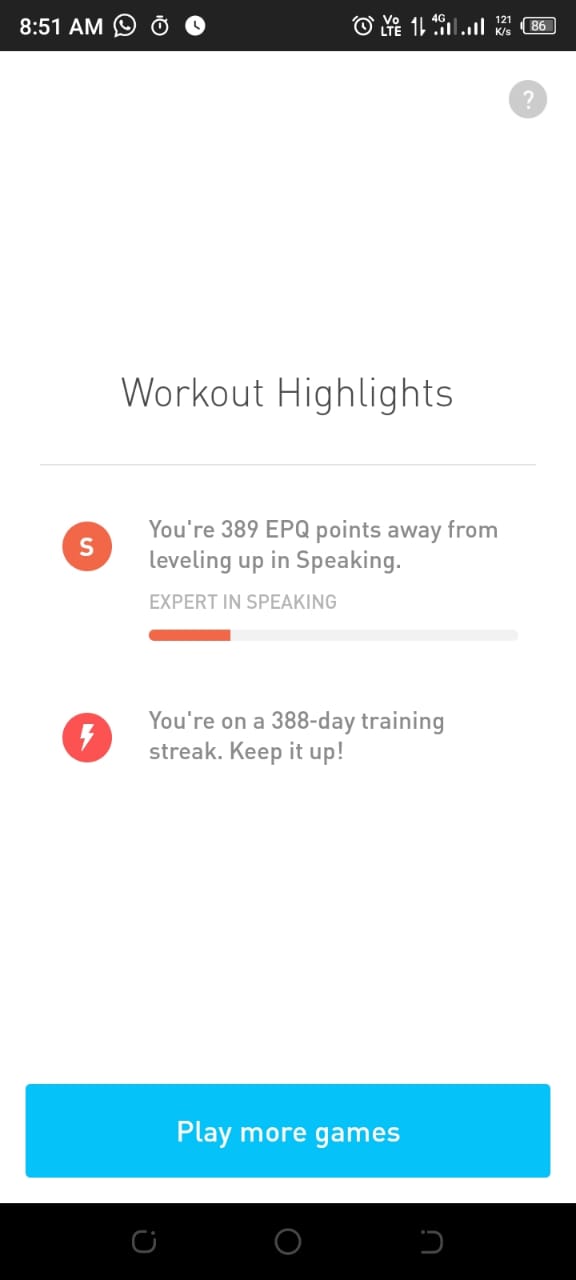 8:51 AM
Vo LTE 4G 121 K/s 86
?
Workout Highlights
S
You're 389 EPQ points away from
leveling up in Speaking.
EXPERT IN SPEAKING
You're on a 388-day training
streak. Keep it up!
Play more games